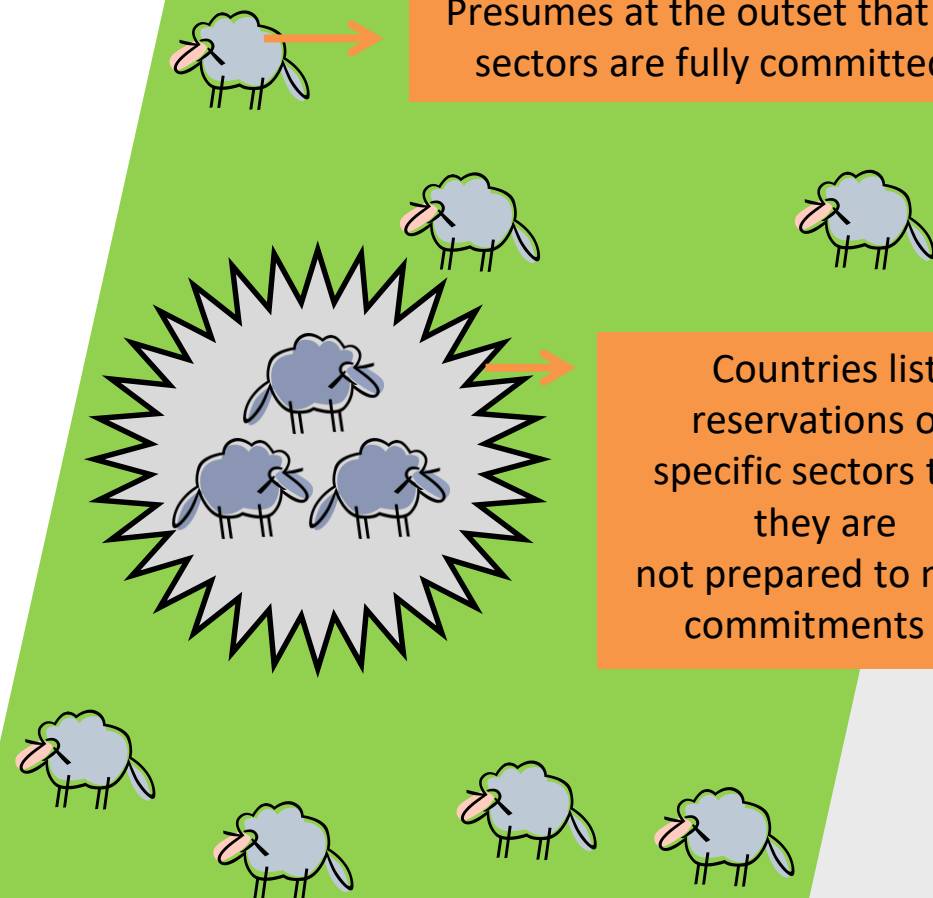 Presumes at the outset that
sectors are fully committed
Countries list
reservations
specific sectors
they are
not prepared to
commitments